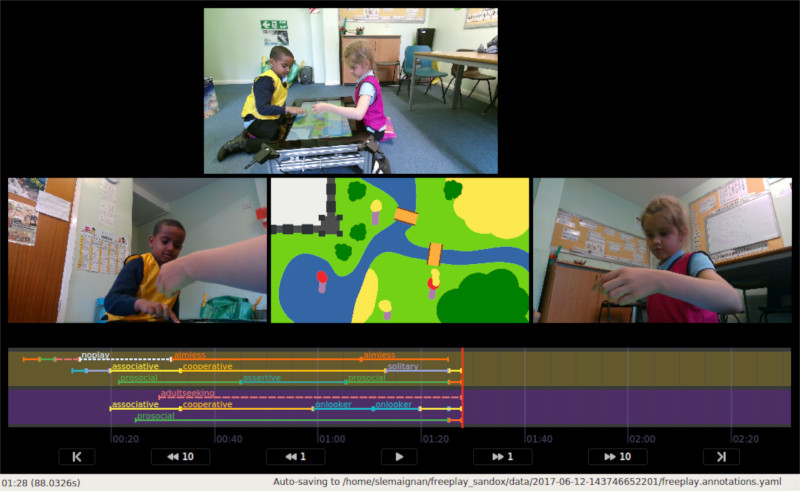 noplay aimless aimless
associative cooperative solitary
prosocial assertive prosocial
adultseeking
associative cooperative onlooker onlooker
prosocial
00:20 00:40 01:00 01:20 01:40 02:00 02:20
10 1 1 10
01:28 (88.0326s) Auto-saving to /home/slemaignan/freeplay_sandox/data/2017-06-12-143746652201/freeplay.annotations.yaml